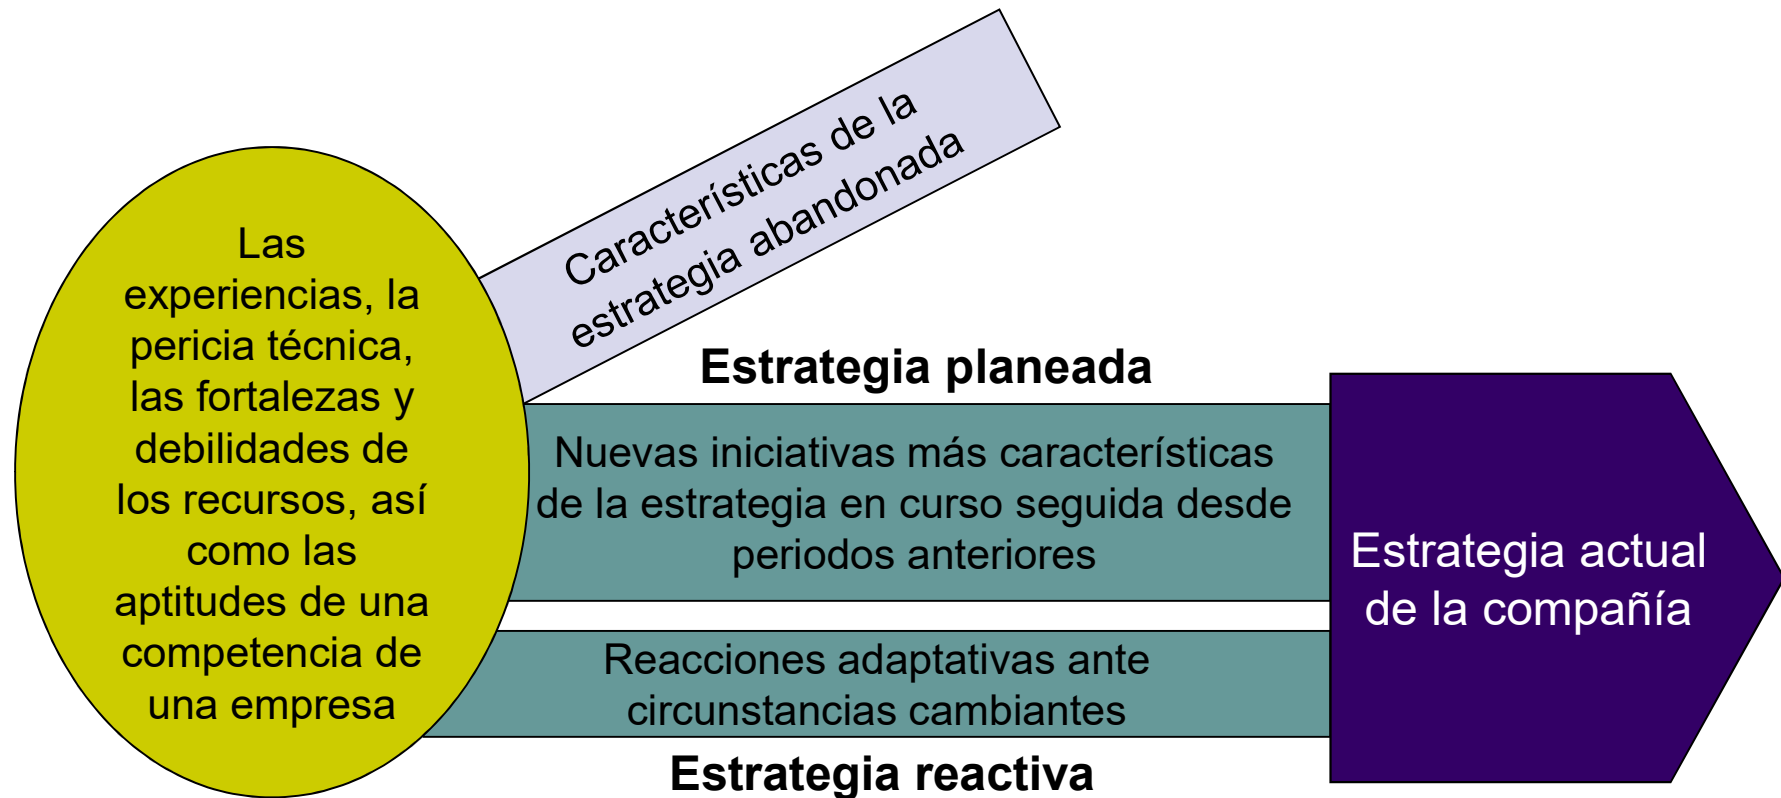 Las
experiencias, la
pericia técnica,
las fortalezas y
debilidades de
los recursos, así
como las
aptitudes de una
competencia de
una empresa
Características de la
estrategia abandonada
Estrategia planeada
Nuevas iniciativas más características
de la estrategia en curso seguida desde
periodos anteriores
Reacciones adaptativas ante
circunstancias cambiantes
Estrategia reactiva
Estrategia actual
de la compañía